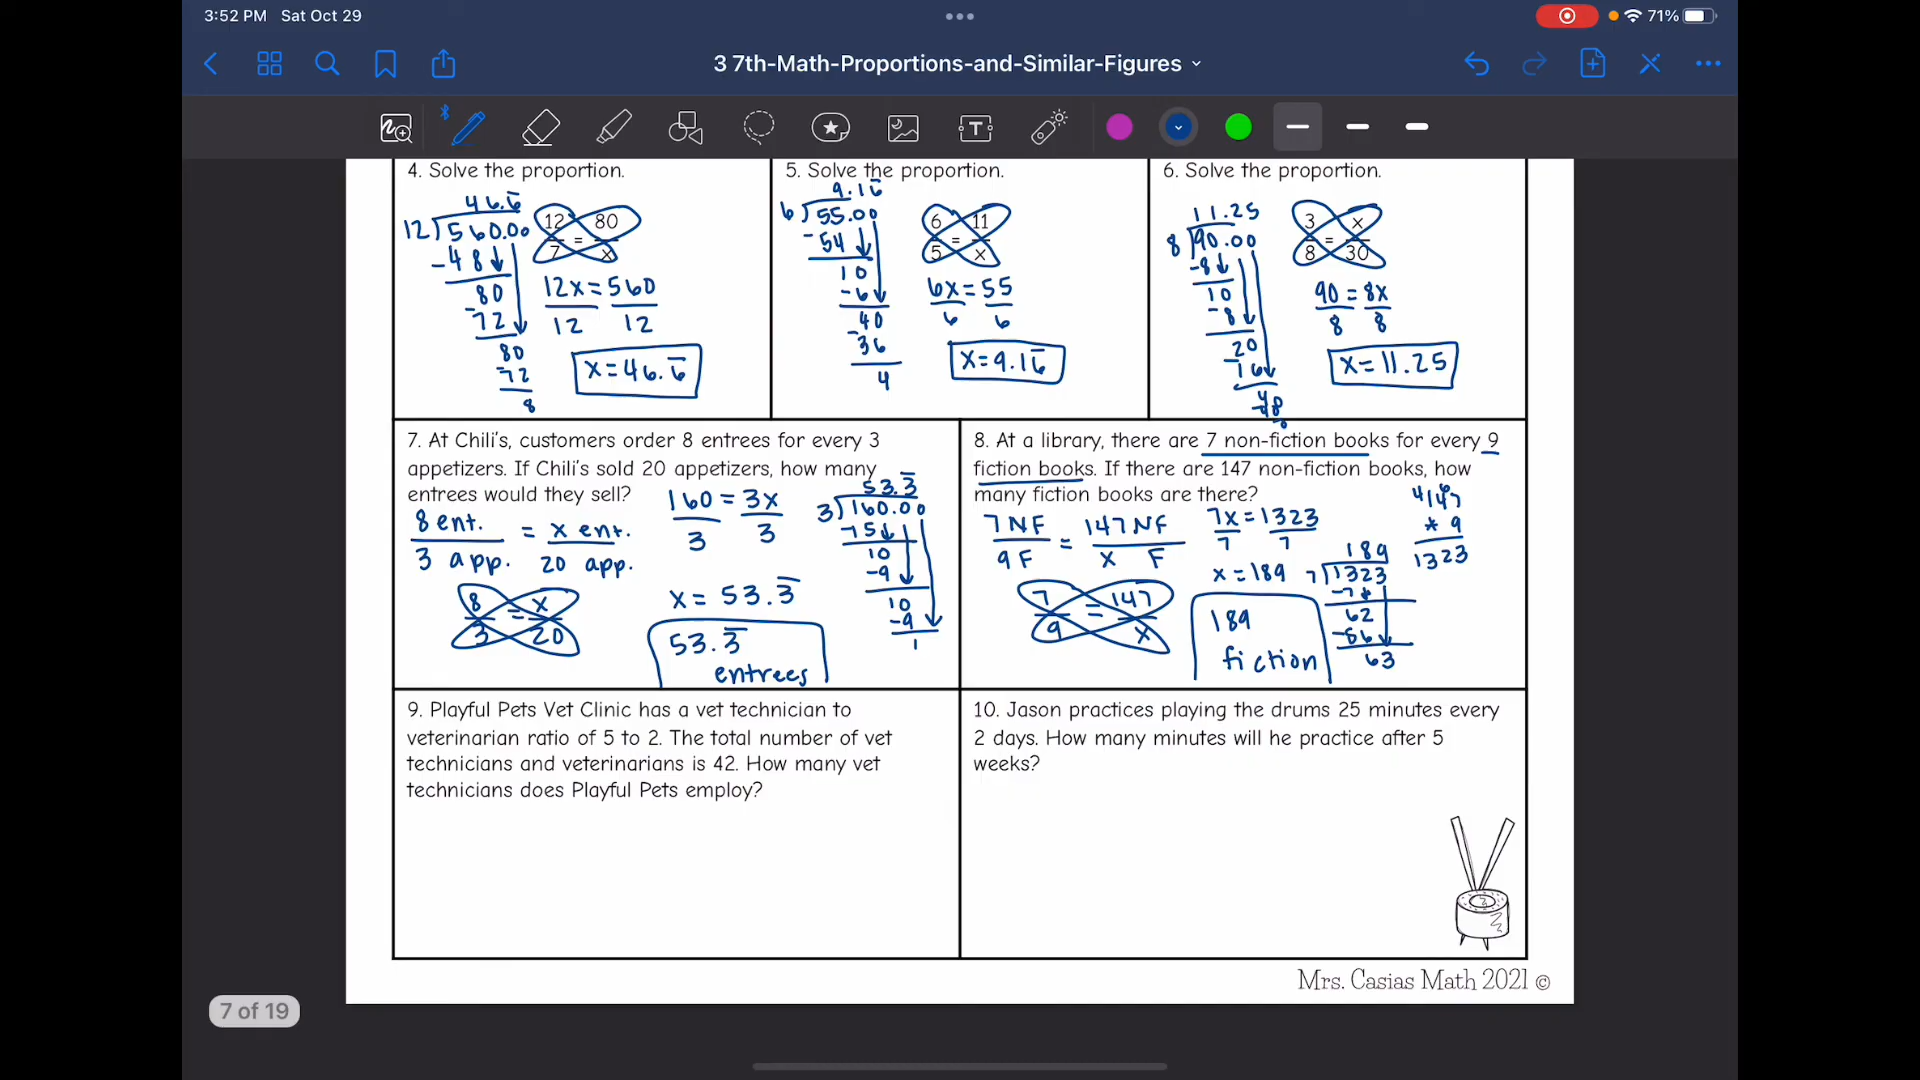 3:52 PM Sat Oct 29
71%
3 7th-Math-Proportions-and-Similar-Figures
4. Solve the proportion.
46.6̅
12)560.00
-48
80
-72
80
-72
8
12 80
=
7 x
12x=560
12 12
x=46.6̅
5. Solve the proportion.
9.16̅
6)55.00
-54
10
-6
40
-36
4
6 11
=
5 x
6x=55
6 6
x=9.16̅
6. Solve the proportion.
11.25
8)90.00
-8
10
-8
20
-16
40
3 x
=
8 30
90=8x
8 8
x=11.25
7. At Chili's, customers order 8 entrees for every 3
appetizers. If Chili's sold 20 appetizers, how many
entrees would they sell?
8 ent. = x ent.
3 app. 20 app.
8 = x
3 20
160=3x
3 3
x= 53.3̅
53.3̅
entrees
53.3̅
3)160.00
15
10
-9
10
-9
1
8. At a library, there are 7 non-fiction books for every 9
fiction books. If there are 147 non-fiction books, how
many fiction books are there?
7 NF = 147 NF
9 F x F
7 = 147
9 x
7x=1323
7 7
x=189
189
fiction
147
* 9
1323
189
7)1323
-7
62
-56
63
9. Playful Pets Vet Clinic has a vet technician to
veterinarian ratio of 5 to 2. The total number of vet
technicians and veterinarians is 42. How many vet
technicians does Playful Pets employ?
10. Jason practices playing the drums 25 minutes every
2 days. How many minutes will he practice after 5
weeks?
Mrs. Casias Math 2021 ©
7 of 19